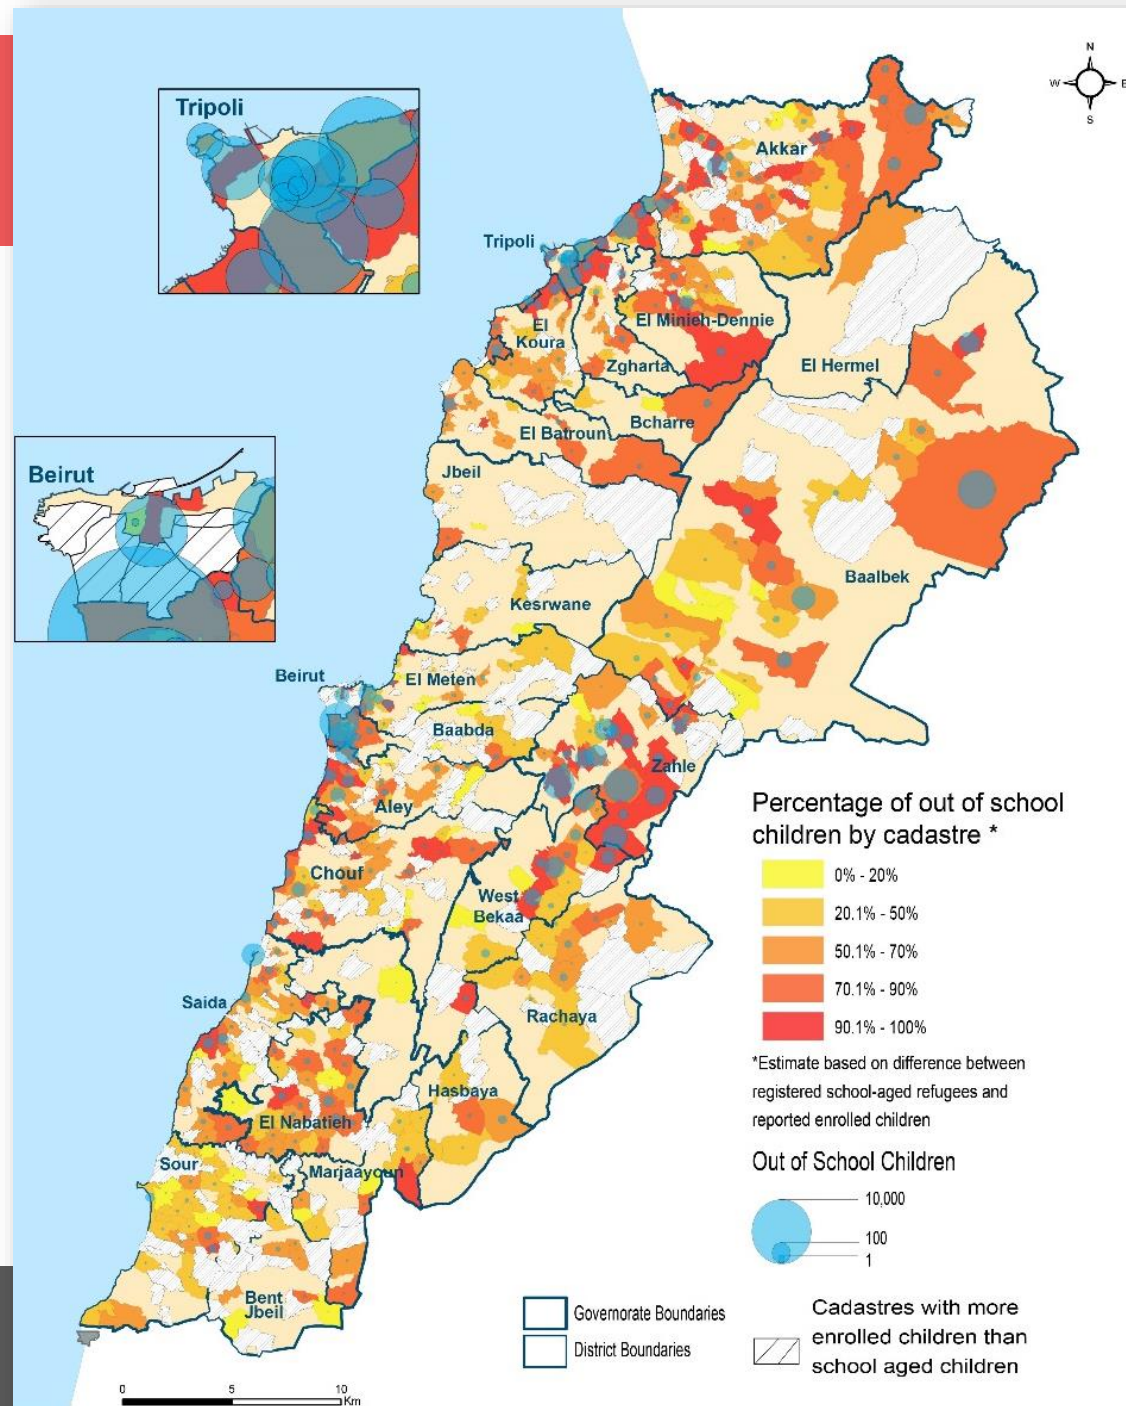 N
W
E
S
Tripoli
Akkar
Tripoli
El Minieh-Dennie
El
Koura
Zgharta
El Hermel
Bcharre
El Batroun
Jbeil
Beirut
Baalbek
Kesrwane
Beirut
El Meten
Baabda
Zahle
Aley
Chouf
West
Bekaa
Saida
Rachaya
Hasbaya
El Nabatieh
Sour
Marjaayoun
Bent
Jbeil
Percentage of out of school
children by cadastre *
0% - 20%
20.1% - 50%
50.1% - 70%
70.1% - 90%
90.1% - 100%
*Estimate based on difference between
registered school-aged refugees and
reported enrolled children
Out of School Children
10,000
100
1
Governorate Boundaries
District Boundaries
Cadastres with more
enrolled children than
school aged children
0 5 10
Km